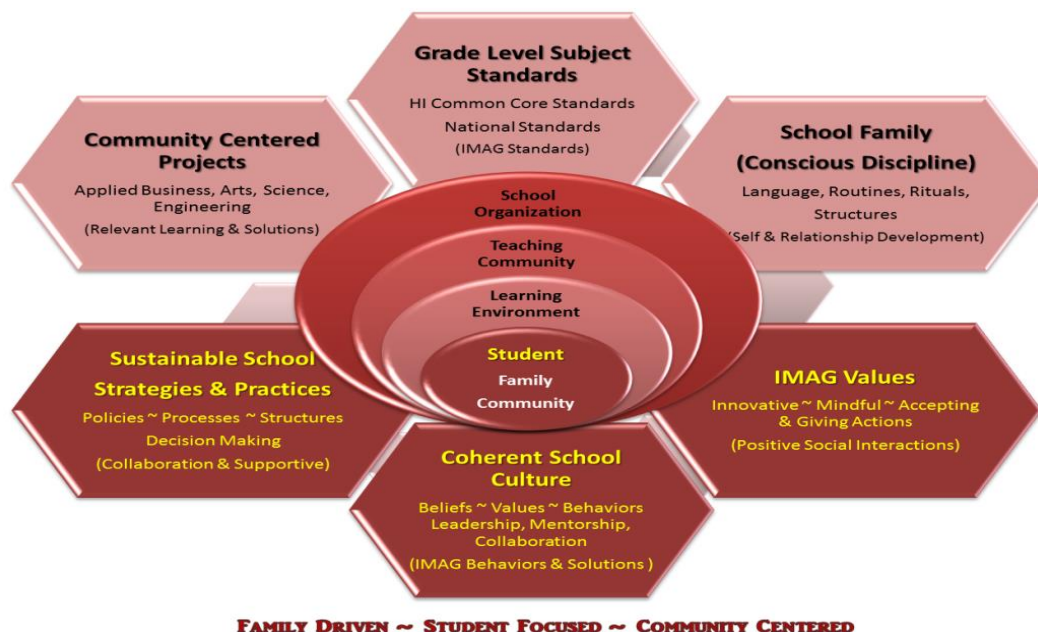 Grade Level Subject
Standards
HI Common Core Standards
National Standards
(IMAG Standards)
Community Centered
Projects
Applied Business, Arts, Science,
Engineering
(Relevant Learning & Solutions)
School Family
(Conscious Discipline)
Language, Routines, Rituals,
Structures
(Self & Relationship Development)
School
Organization
Teaching
Community
Learning
Environment
Student
Family
Community
Sustainable School
Strategies & Practices
Policies ~ Processes ~ Structures
Decision Making
(Collaboration & Supportive)
IMAG Values
Innovative ~ Mindful ~ Accepting
& Giving Actions
(Positive Social Interactions)
Coherent School
Culture
Beliefs ~ Values ~ Behaviors
Leadership, Mentorship,
Collaboration
(IMAG Behaviors & Solutions )
FAMILY DRIVEN ~ STUDENT FOCUSED ~ COMMUNITY CENTERED